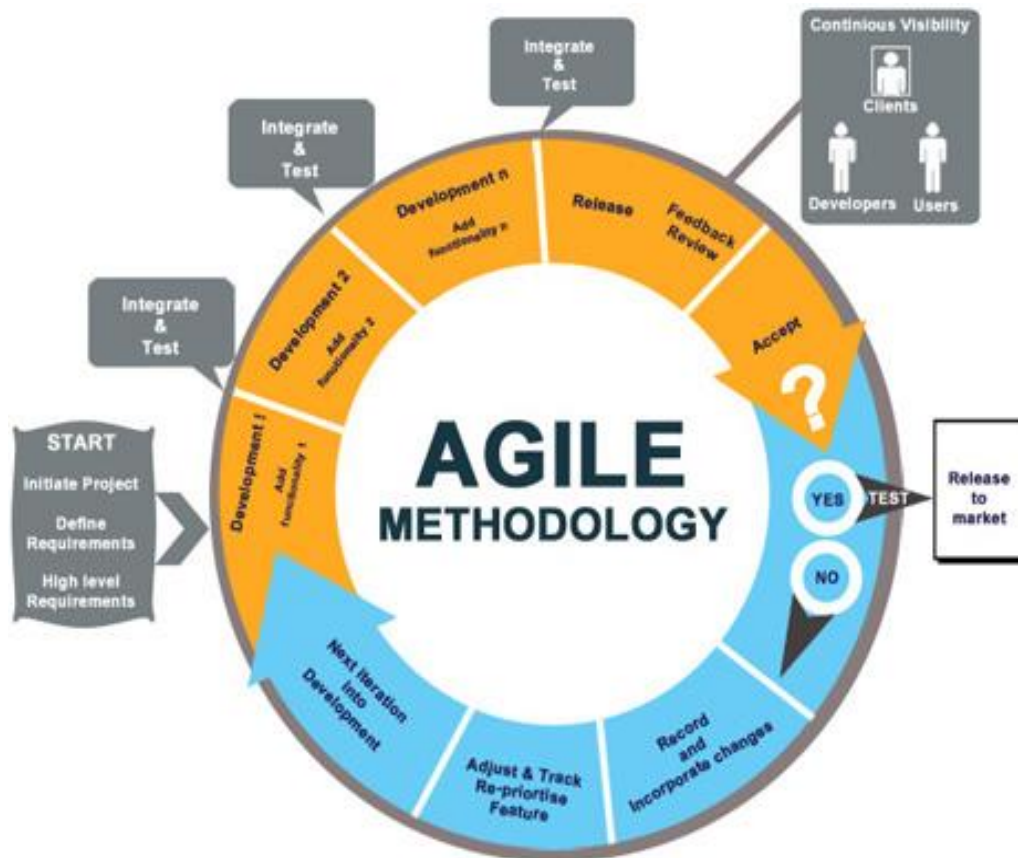 Continious Visibility
Clients
Developers
Users
Integrate
&
Test
Integrate
&
Test
Integrate
&
Test
START
Initiate Project
Define
Requirements
High level
Requirements
Development 1
Add
functionality 1
Development 2
Add
functionality 2
Development n
Add
functionality n
Release
Feedback
Review
Accept
?
YES
TEST
Release
to
market
NO
Record
and
Incorporate changes
Adjust & Track
Re-priortise
Feature
Next iteration
into
Development
AGILE
METHODOLOGY